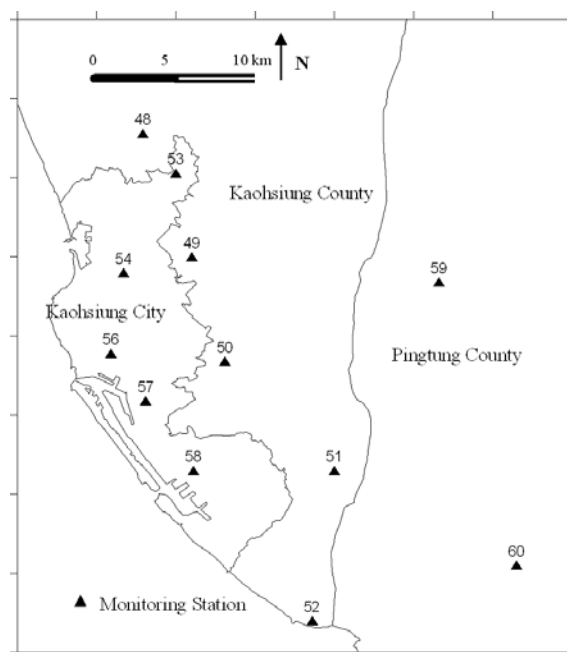 0 5 10 km
N
48
53
Kaohsiung County
49
54
59
Kaohsiung City
56
50
Pingtung County
57
58
51
60
Monitoring Station
52